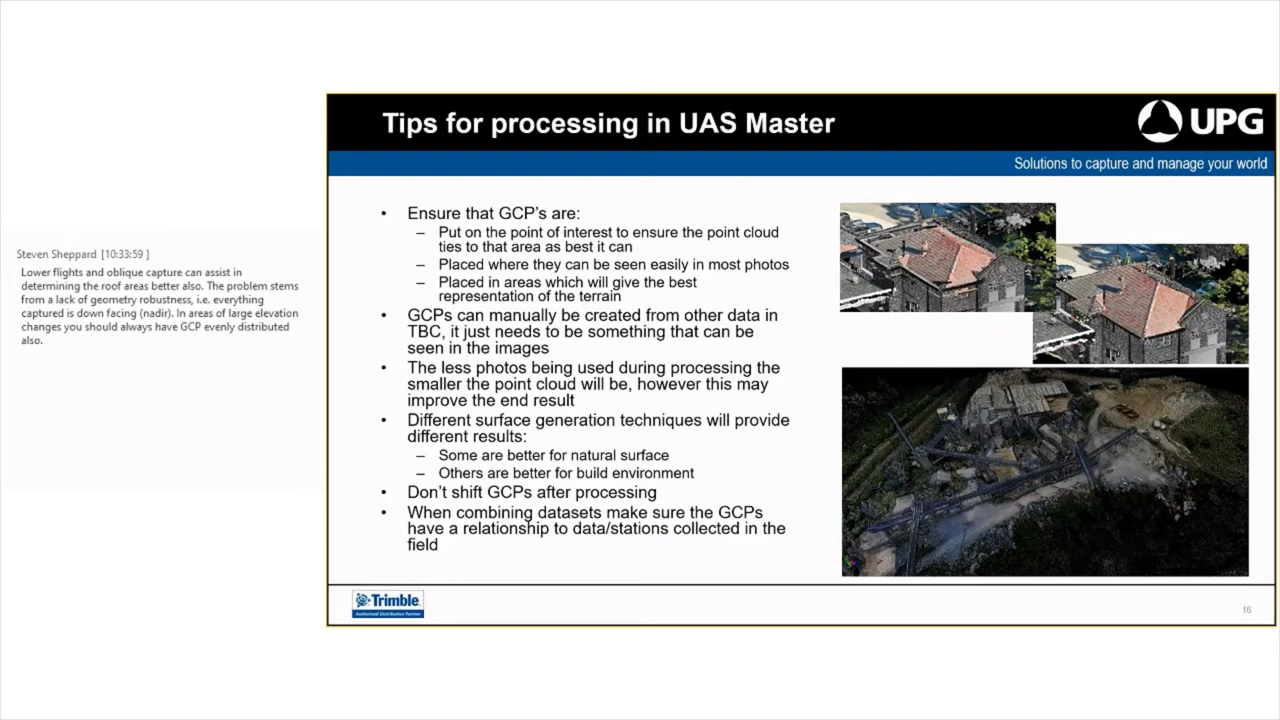 Steven Sheppard [10:33:59 ]
Lower flights and oblique capture can assist in
determining the roof areas better also. The problem stems
from a lack of geometry robustness, i.e. everything
captured is down facing (nadir). In areas of large elevation
changes you should always have GCP evenly distributed
also.
Tips for processing in UAS Master
UPG
Solutions to capture and manage your world
• Ensure that GCP's are:
– Put on the point of interest to ensure the point cloud
ties to that area as best it can
– Placed where they can be seen easily in most photos
– Placed in areas which will give the best
representation of the terrain
• GCPs can manually be created from other data in
TBC, it just needs to be something that can be
seen in the images
• The less photos being used during processing the
smaller the point cloud will be, however this may
improve the end result
• Different surface generation techniques will provide
different results:
– Some are better for natural surface
– Others are better for build environment
• Don't shift GCPs after processing
• When combining datasets make sure the GCPs
have a relationship to data/stations collected in the
field
Trimble
Authorised Distribution Partner
16